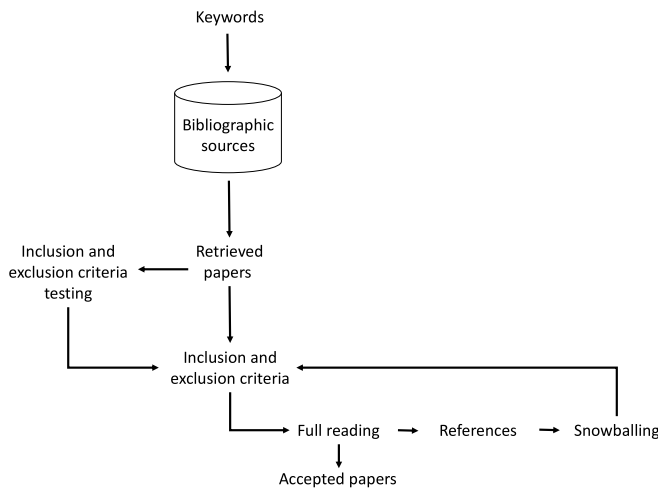 Keywords
Bibliographic
sources
Inclusion and
exclusion criteria
testing
Retrieved
papers
Inclusion and
exclusion criteria
Full reading
References
Snowballing
Accepted papers